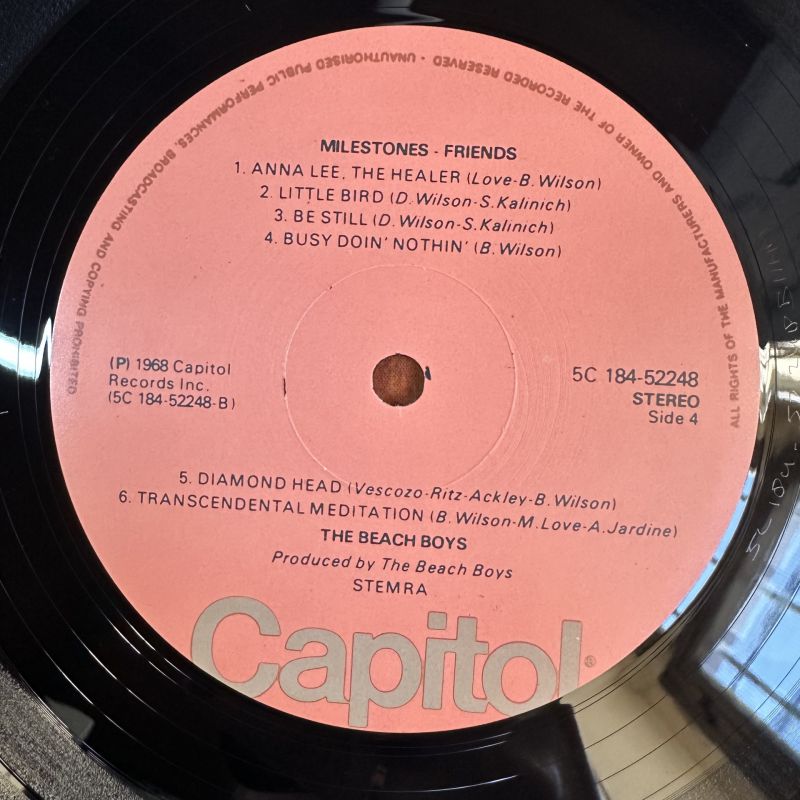 ALL RIGHTS OF THE MANUFACTURERS AND OWNER OF THE RECORDED RESERVED - UNAUTHORISED PUBLIC PERFORMANCES, BROADCASTING AND COPYING PROHIBITED
MILESTONES - FRIENDS
1. ANNA LEE, THE HEALER (Love-B. Wilson)
2. LITTLE BIRD (D. Wilson-S. Kalinich)
3. BE STILL (D. Wilson-S. Kalinich)
4. BUSY DOIN' NOTHIN' (B. Wilson)
(P) 1968 Capitol
Records Inc.
(5C 184-52248-B)
5C 184-52248
STEREO
Side 4
5. DIAMOND HEAD (Vescozo-Ritz-Ackley-B. Wilson)
6. TRANSCENDENTAL MEDITATION (B. Wilson-M. Love-A. Jardine)
THE BEACH BOYS
Produced by The Beach Boys
STEMRA
Capitol®